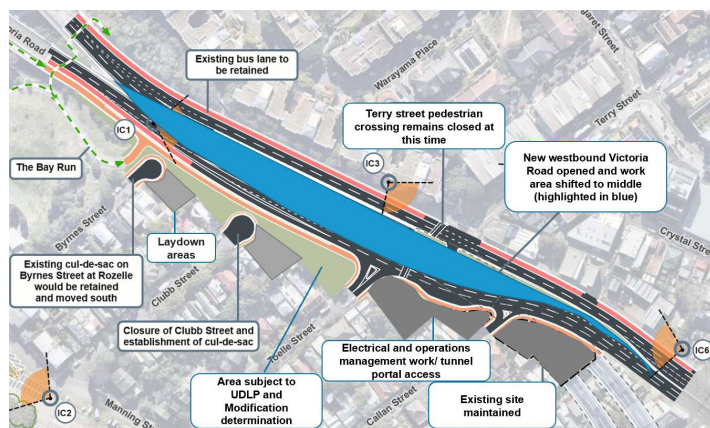 oria Road
Existing bus lane to
be retained
Warayama Place
garet Street
Terry Street
Terry street pedestrian
crossing remains closed at
this time
IC1
IC3
New westbound Victoria
Road opened and work
area shifted to middle
(highlighted in blue)
The Bay Run
Byrnes Street
Laydown
areas
Crystal Stre
Existing cul-de-sac on
Byrnes Street at Rozelle
would be retained
and moved south
Clubb Street
Closure of Clubb Street and
establishment of cul-de-sac
Toelle Street
Electrical and operations
management work/ tunnel
portal access
IC6
Area subject to
UDLP and
Modification
determination
Callan Street
Existing site
maintained
IC2
Manning St